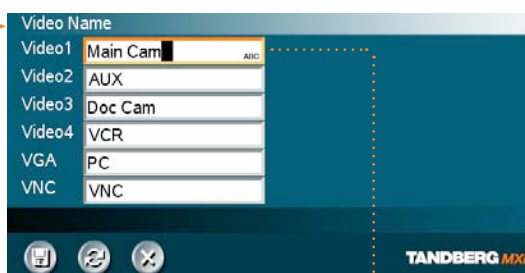 Video Name
Video1 Main Cam ABC
Video2 AUX
Video3 Doc Cam
Video4 VCR
VGA PC
VNC VNC
TANDBERG MX